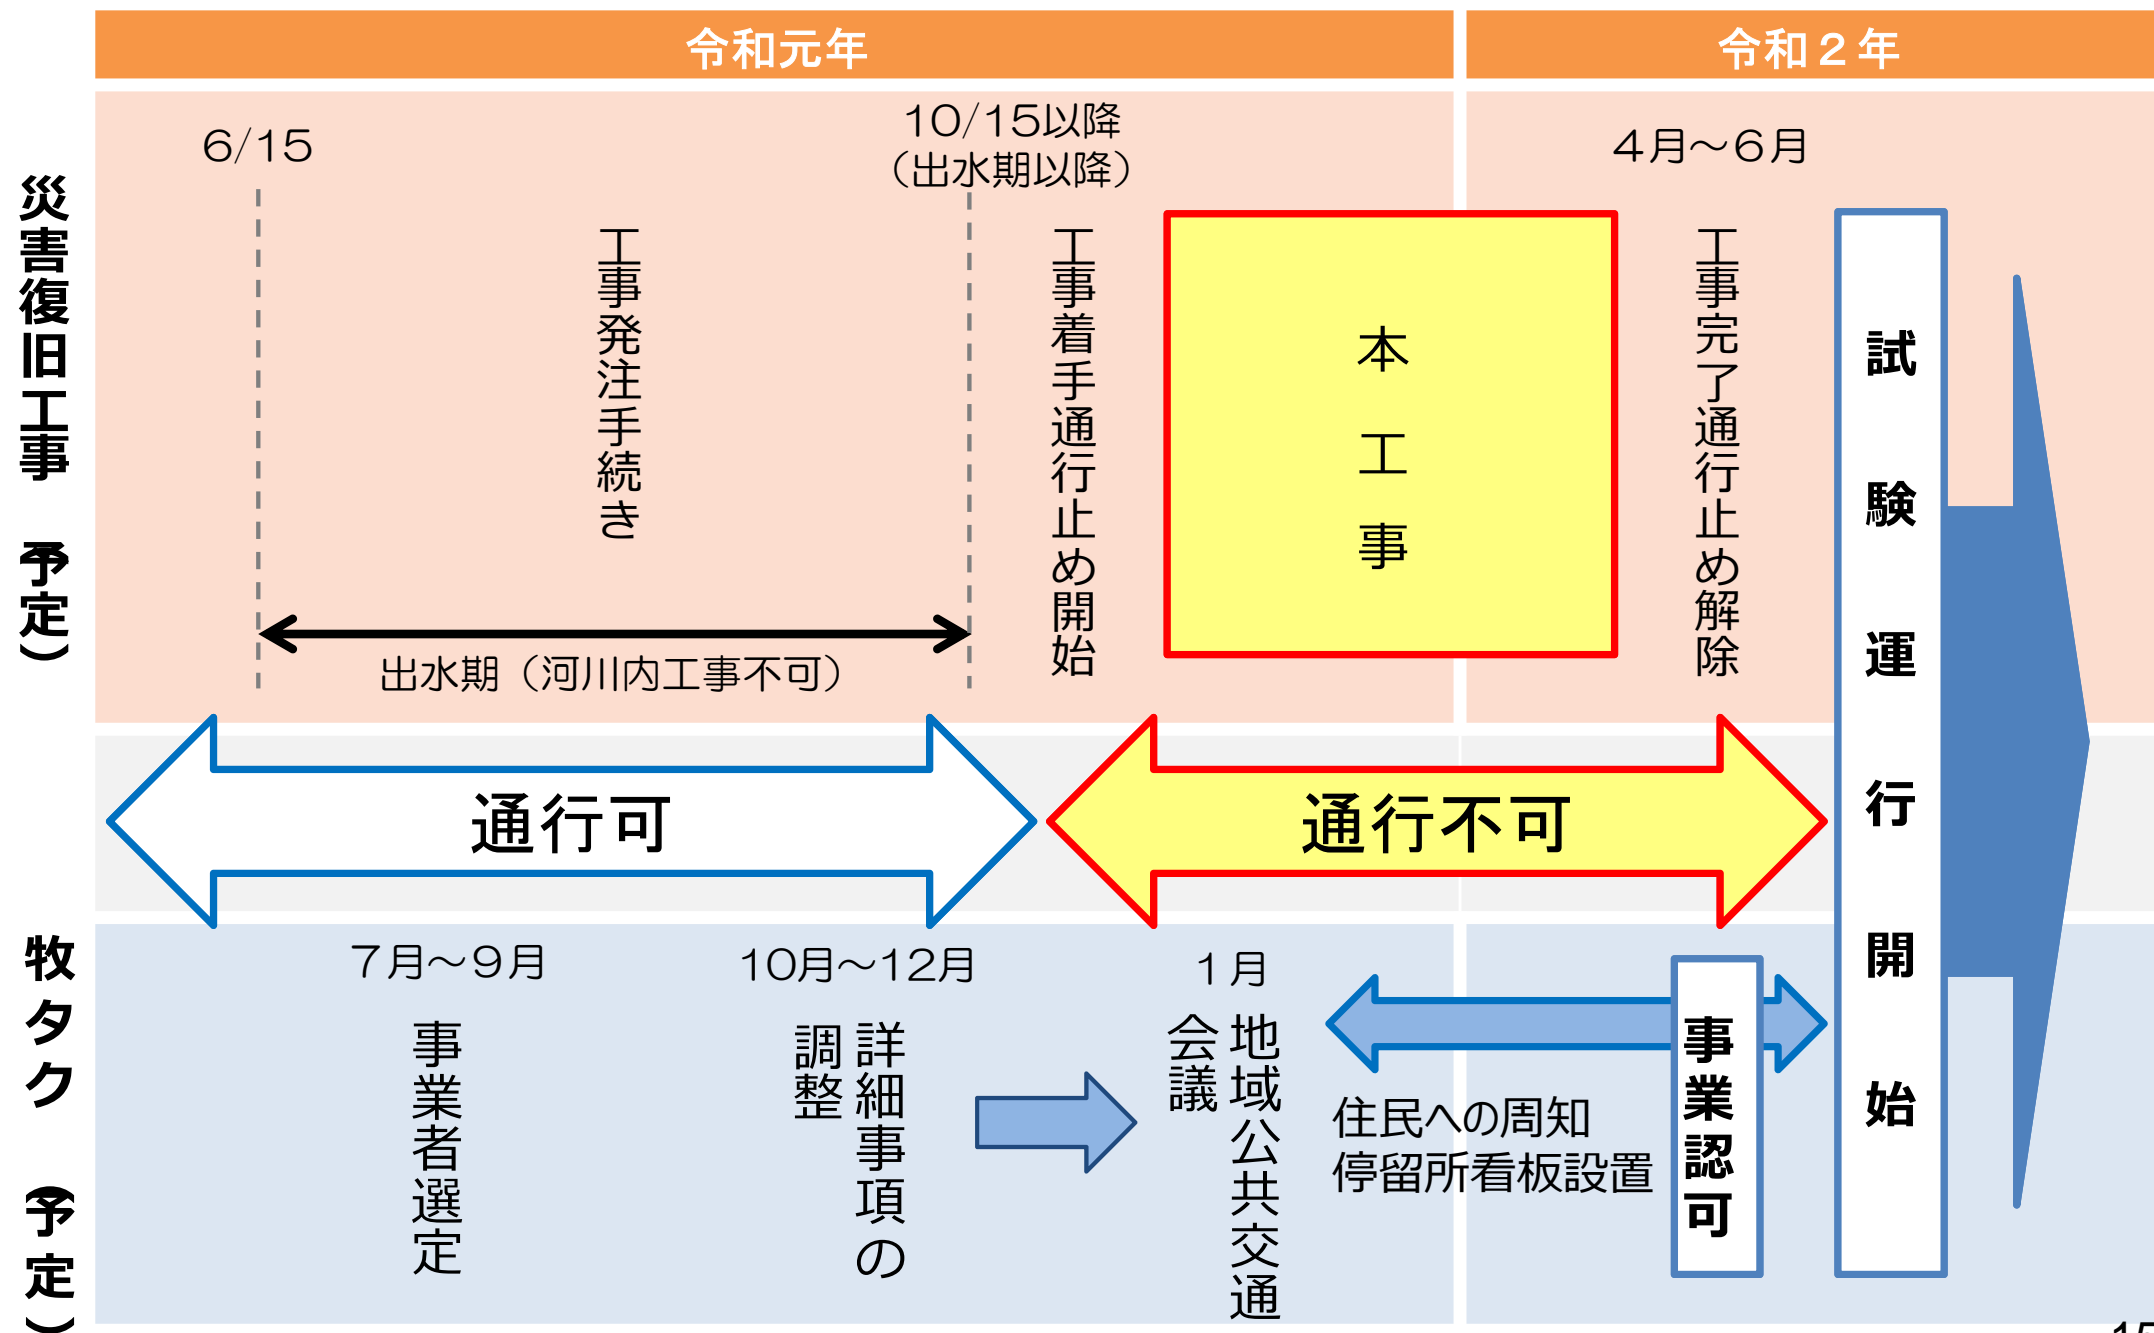 令和元年
令和２年
災害復旧工事 予定）
6/15
10/15以降
（出水期以降）
４月～６月
工事発注手続き
工事着手通行止め開始
本工事
工事完了通行止め解除
試験運行開始
出水期（河川内工事不可）
通行可
通行不可
牧タク （予定）
７月～９月
10月～12月
１月
事業者選定
詳細事項の
調整
地域公共交通
会議
住民への周知
停留所看板設置
事業認可